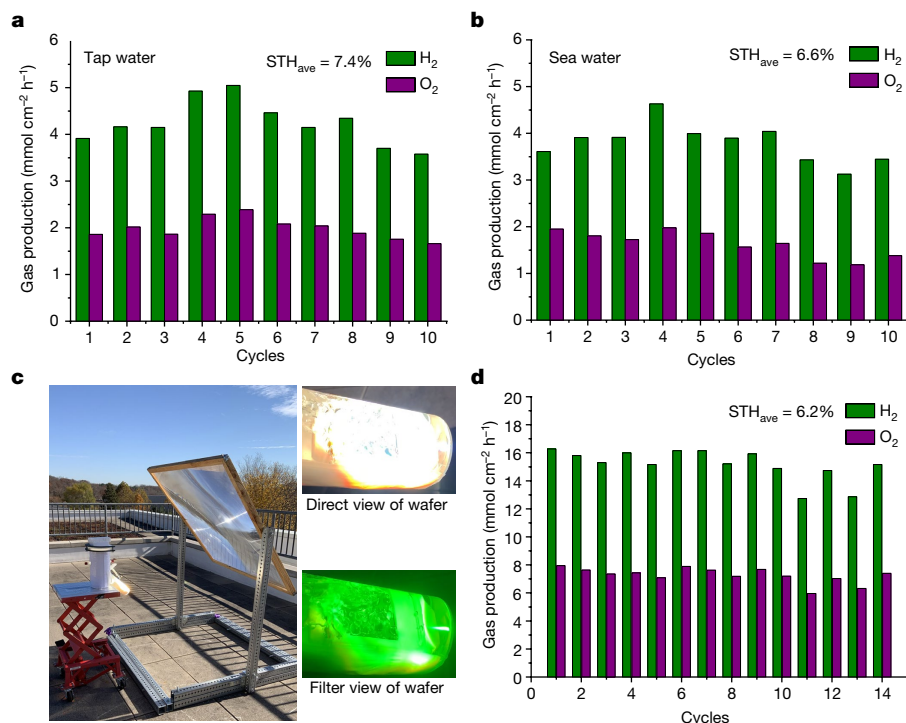 a
Tap water
STHave = 7.4%
H2
O2
Gas production (mmol cm−2 h−1)
6
5
4
3
2
1
0
1 2 3 4 5 6 7 8 9 10
Cycles
b
Sea water
STHave = 6.6%
H2
O2
Gas production (mmol cm−2 h−1)
6
5
4
3
2
1
0
1 2 3 4 5 6 7 8 9 10
Cycles
c
Direct view of wafer
Filter view of wafer
d
STHave = 6.2%
H2
O2
Gas production (mmol cm−2 h−1)
20
18
16
14
12
10
8
6
4
2
0
0 2 4 6 8 10 12 14
Cycles